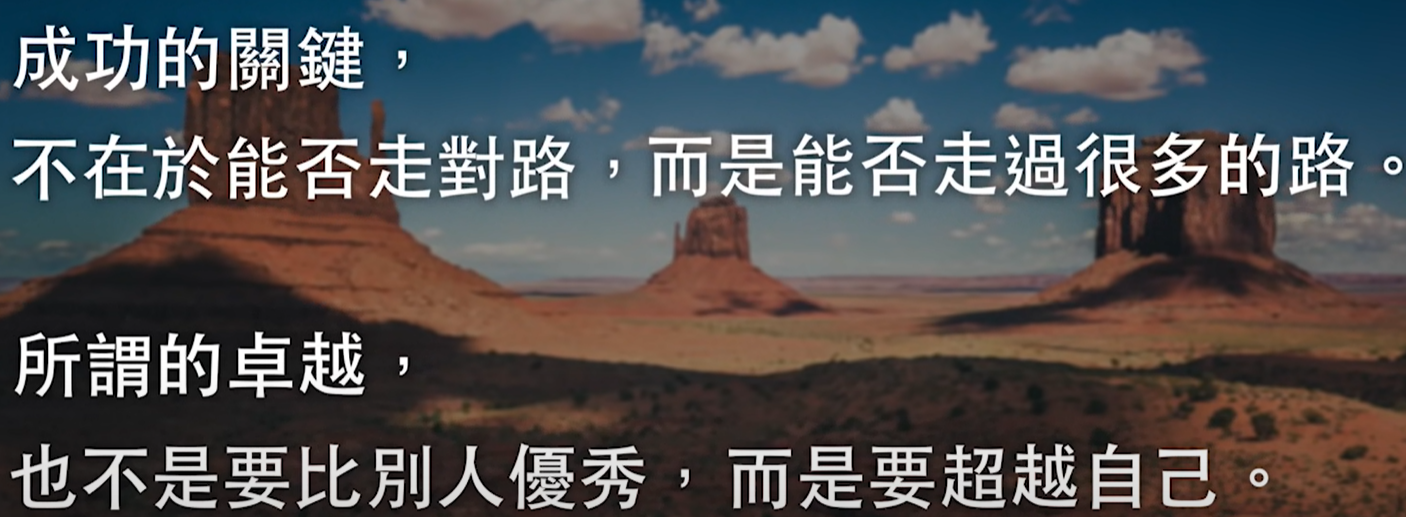 成功的關鍵，
不在於能否走對路，而是能否走過很多的路。
所謂的卓越，
也不是要比別人優秀，而是要超越自己。